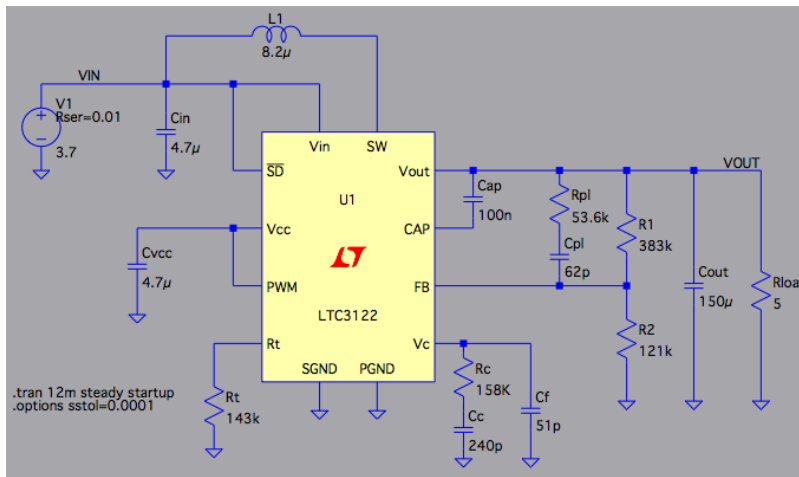 L1
8.2µ
VIN
V1
Rser=0.01
3.7
Cin
4.7µ
Vin
SW
SD
Vout
VOUT
U1
Cap
100n
Rpl
53.6k
R1
383k
Vcc
CAP
Cvcc
4.7µ
Cpl
62p
Cout
150µ
Rloa
5
PWM
FB
LTC3122
R2
121k
Rt
Vc
SGND
PGND
Rc
158K
.tran 12m steady startup
.options sstol=0.0001
Rt
143k
Cf
51p
Cc
240p